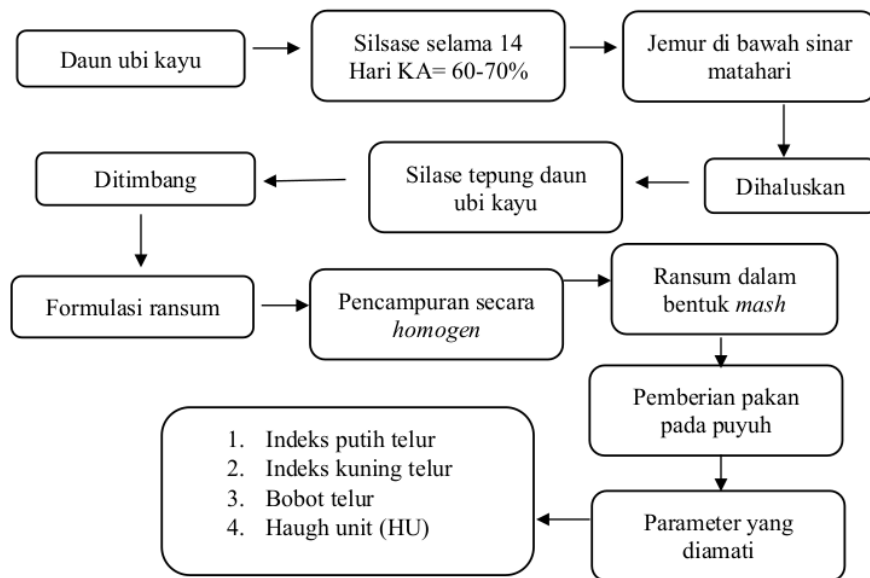 Daun ubi kayu
Silsase selama 14
Hari KA= 60-70%
Jemur di bawah sinar
matahari
Dihaluskan
Silase tepung daun
ubi kayu
Ditimbang
Formulasi ransum
Pencampuran secara
homogen
Ransum dalam
bentuk mash
Pemberian pakan
pada puyuh
Parameter yang
diamati
1. Indeks putih telur
2. Indeks kuning telur
3. Bobot telur
4. Haugh unit (HU)